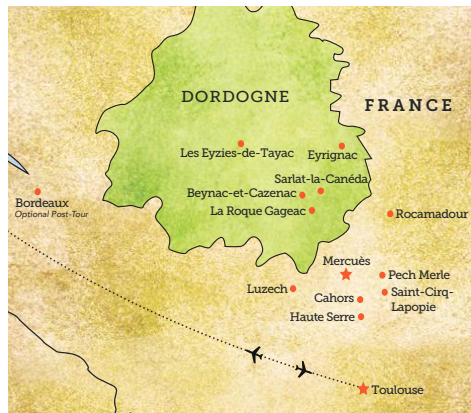 DORDOGNE
FRANCE
Les Eyzies-de-Tayac
Eyrignac
Sarlat-la-Canéda
Beynac-et-Cazenac
La Roque Gageac
Bordeaux
Optional Post-Tour
Rocamadour
Mercuès
Pech Merle
Luzech
Saint-Cirq-
Lapopie
Cahors
Haute Serre
Toulouse